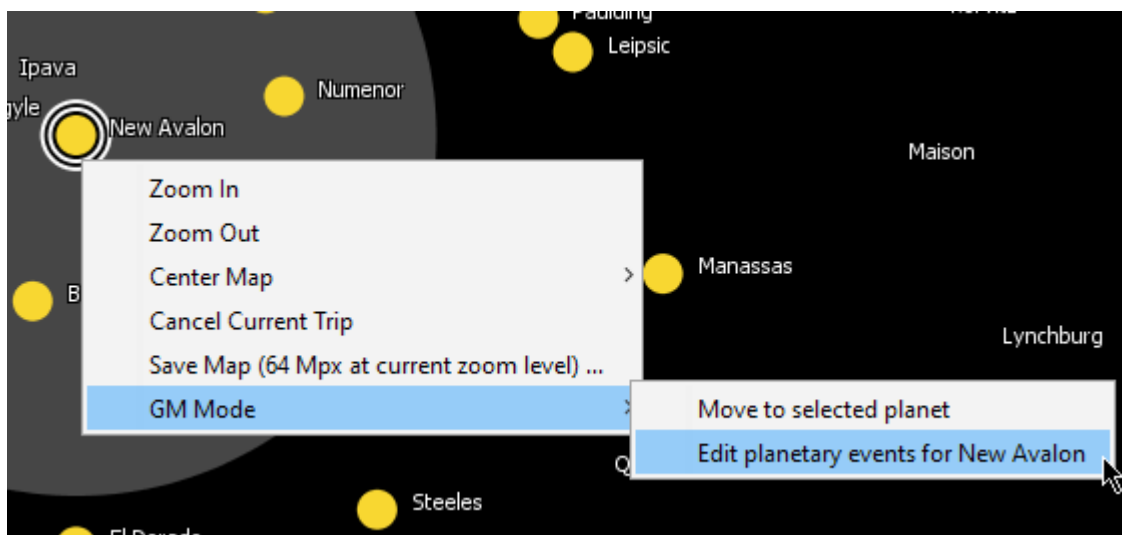 Paulding
Leipsic
Ipava
Numenor
New Avalon
Maison
Zoom In
Zoom Out
Center Map
Manassas
B
Cancel Current Trip
Lynchburg
Save Map (64 Mpx at current zoom level) ...
GM Mode
Move to selected planet
Edit planetary events for New Avalon
Q
Steeles
El Dorado